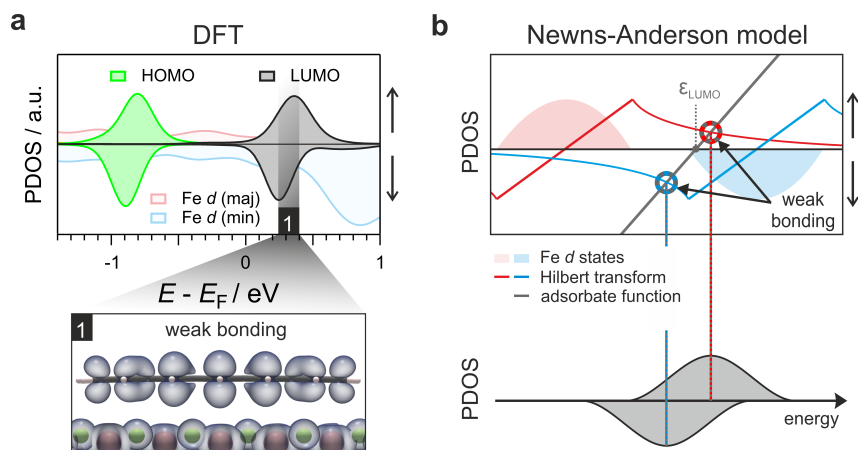 a
DFT
HOMO
LUMO
PDOS / a.u.
Fe d (maj)
Fe d (min)
1
-1
0
1
E - EF / eV
1
weak bonding
b
Newns-Anderson model
PDOS
εLUMO
weak
bonding
Fe d states
Hilbert transform
adsorbate function
PDOS
energy